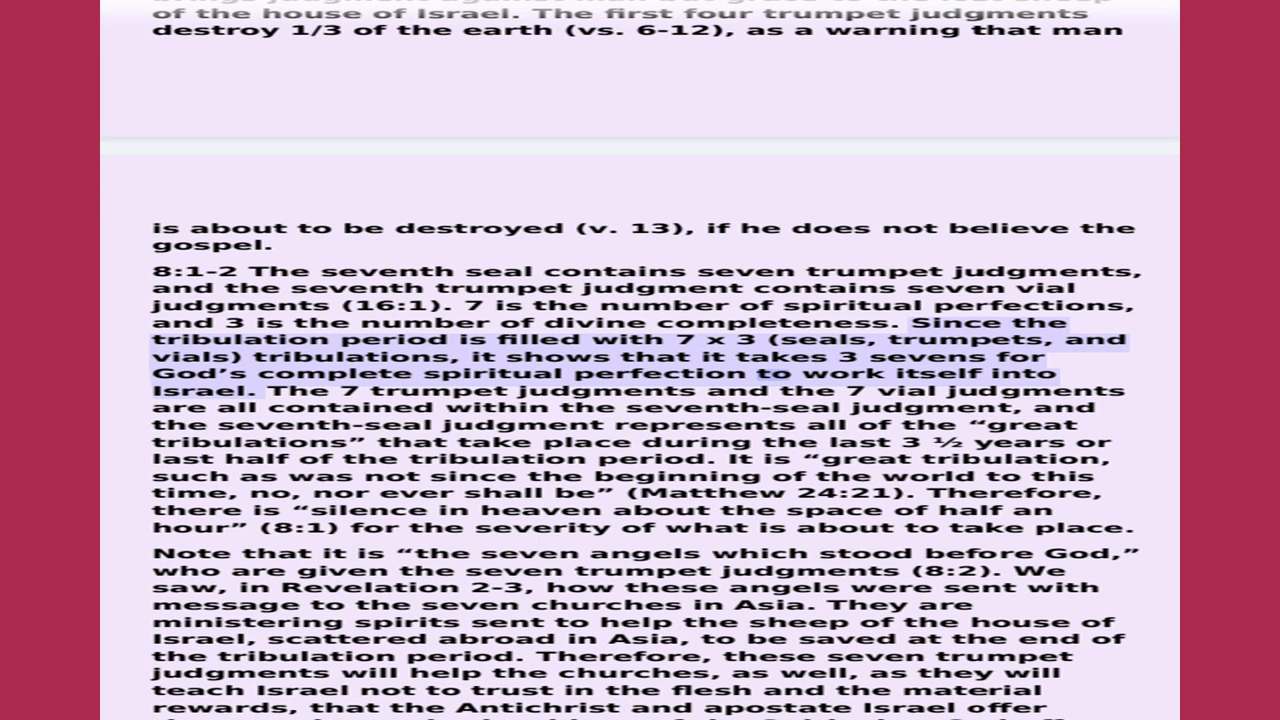 of the house of Israel. The first four trumpet judgments
destroy 1/3 of the earth (vs. 6-12), as a warning that man
is about to be destroyed (v. 13), if he does not believe the
gospel.
8:1-2 The seventh seal contains seven trumpet judgments,
and the seventh trumpet judgment contains seven vial
judgments (16:1). 7 is the number of spiritual perfections,
and 3 is the number of divine completeness. Since the
tribulation period is filled with 7 x 3 (seals, trumpets, and
vials) tribulations, it shows that it takes 3 sevens for
God’s complete spiritual perfection to work itself into
Israel. The 7 trumpet judgments and the 7 vial judgments
are all contained within the seventh-seal judgment, and
the seventh-seal judgment represents all of the “great
tribulations” that take place during the last 3 ½ years or
last half of the tribulation period. It is “great tribulation,
such as was not since the beginning of the world to this
time, no, nor ever shall be” (Matthew 24:21). Therefore,
there is “silence in heaven about the space of half an
hour” (8:1) for the severity of what is about to take place.
Note that it is “the seven angels which stood before God,”
who are given the seven trumpet judgments (8:2). We
saw, in Revelation 2-3, how these angels were sent with
message to the seven churches in Asia. They are
ministering spirits sent to help the sheep of the house of
Israel, scattered abroad in Asia, to be saved at the end of
the tribulation period. Therefore, these seven trumpet
judgments will help the churches, as well, as they will
teach Israel not to trust in the flesh and the material
rewards, that the Antichrist and apostate Israel offer